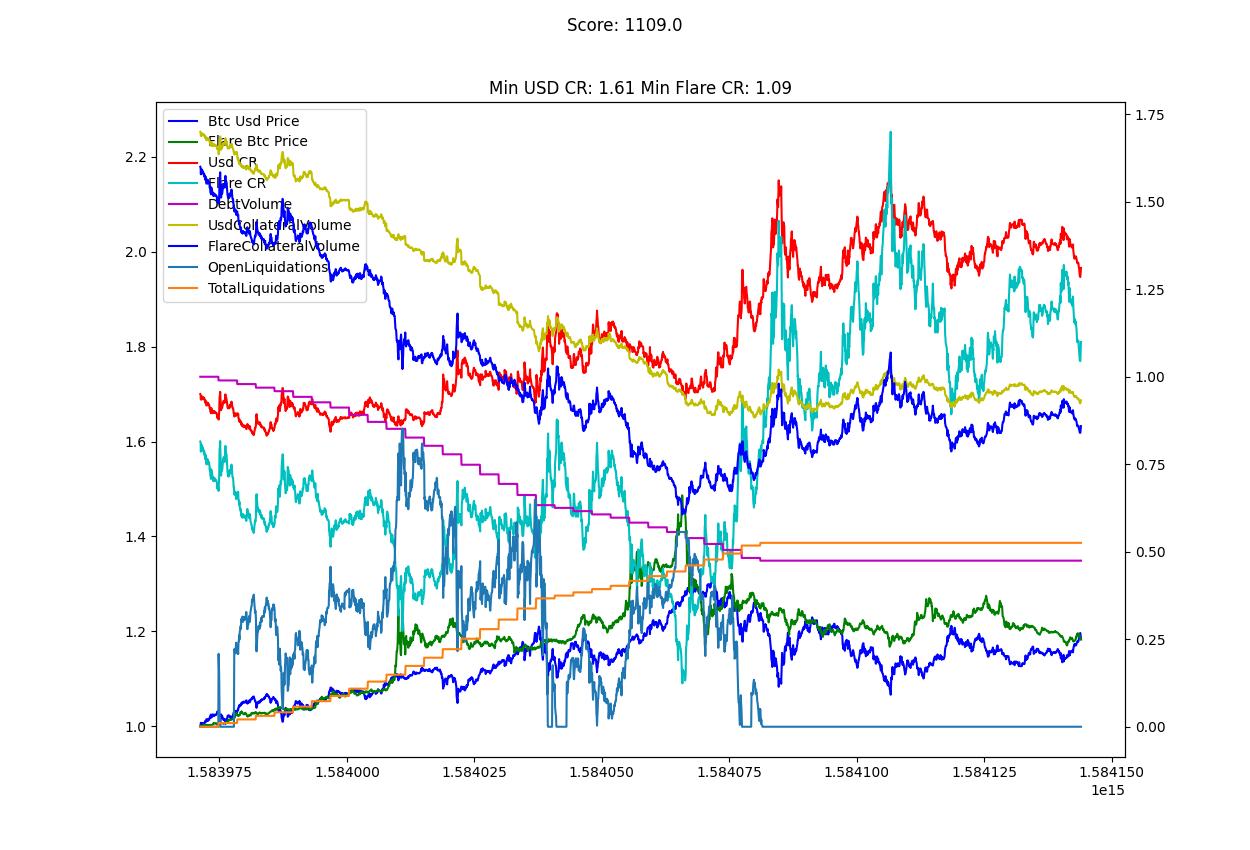 Score: 1109.0
Min USD CR: 1.61 Min Flare CR: 1.09
Btc Usd Price
Flare Btc Price
Usd CR
Flare CR
DebtVolume
UsdCollateralVolume
FlareCollateralVolume
OpenLiquidations
TotalLiquidations
2.2
2.0
1.8
1.6
1.4
1.2
1.0
1.75
1.50
1.25
1.00
0.75
0.50
0.25
0.00
1.583975 1.584000 1.584025 1.584050 1.584075 1.584100 1.584125 1.584150
1e15